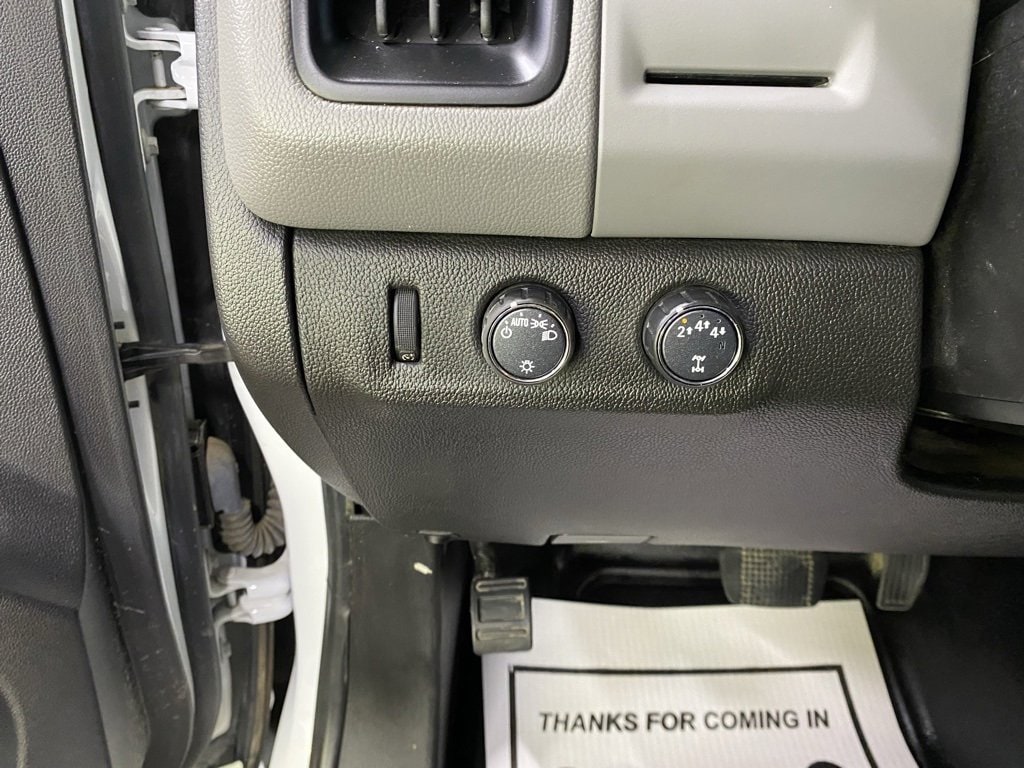 AUTO
2↑ 4↑ 4↓
N
THANKS FOR COMING IN